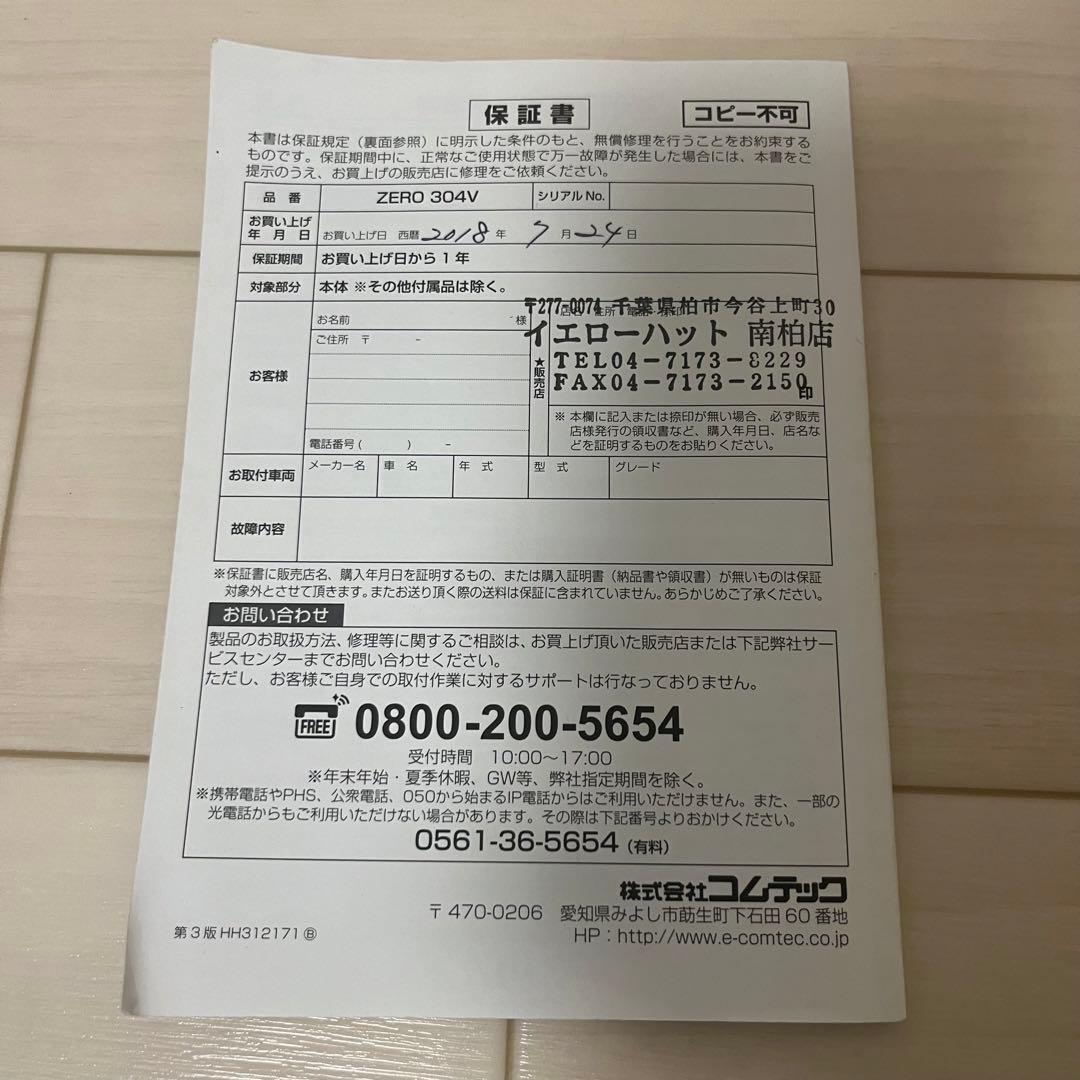 保証書 コピー不可
本書は保証規定（裏面参照）に明示した条件のもと、無償修理を行うことをお約束する
ものです。保証期間中に、正常なご使用状態で万一故障が発生した場合には、本書をご
提示のうえ、お買上げの販売店に修理をご依頼ください。
品番 ZERO 304V シリアル No.
お買い上げ
年月日 お買い上げ日 西暦 2018 年 7 月 24 日
保証期間 お買い上げ日から1年
対象部分 本体 ※その他付属品は除く。
〒277-0074 千葉県柏市今谷上町30
イエローハット 南柏店
TEL04-7173-8229
FAX04-7173-2150
印
お客様
お名前 様
ご住所 〒 -
電話番号( ) -
★販売店
※ 本欄に記入または捺印が無い場合、必ず販売
店様発行の領収書など、購入年月日、店名な
どを証明するものをお貼りください。
お取付車両 メーカー名 車名 年式 型式 グレード
故障内容
※保証書に販売店名、購入年月日を証明するもの、または購入証明書（納品書や領収書）が無いものは保証
対象外とさせて頂きます。またお送り頂く際の送料は保証に含まれていません。あらかじめご了承ください。
お問い合わせ
製品のお取扱方法、修理等に関するご相談は、お買上げ頂いた販売店または下記弊社サー
ビスセンターまでお問い合わせください。
ただし、お客様ご自身での取付作業に対するサポートは行なっておりません。
FREE 0800-200-5654
受付時間 10:00～17:00
※年末年始・夏季休暇、GW等、弊社指定期間を除く。
※携帯電話やPHS、公衆電話、050から始まるIP電話からはご利用いただけません。また、一部の
光電話からもご利用いただけない場合があります。その際は下記番号よりおかけください。
0561-36-5654（有料）
株式会社コムテック
〒470-0206 愛知県みよし市莇生町下石田60番地
HP：http://www.e-comtec.co.jp
第3版 HH312171 Ⓑ